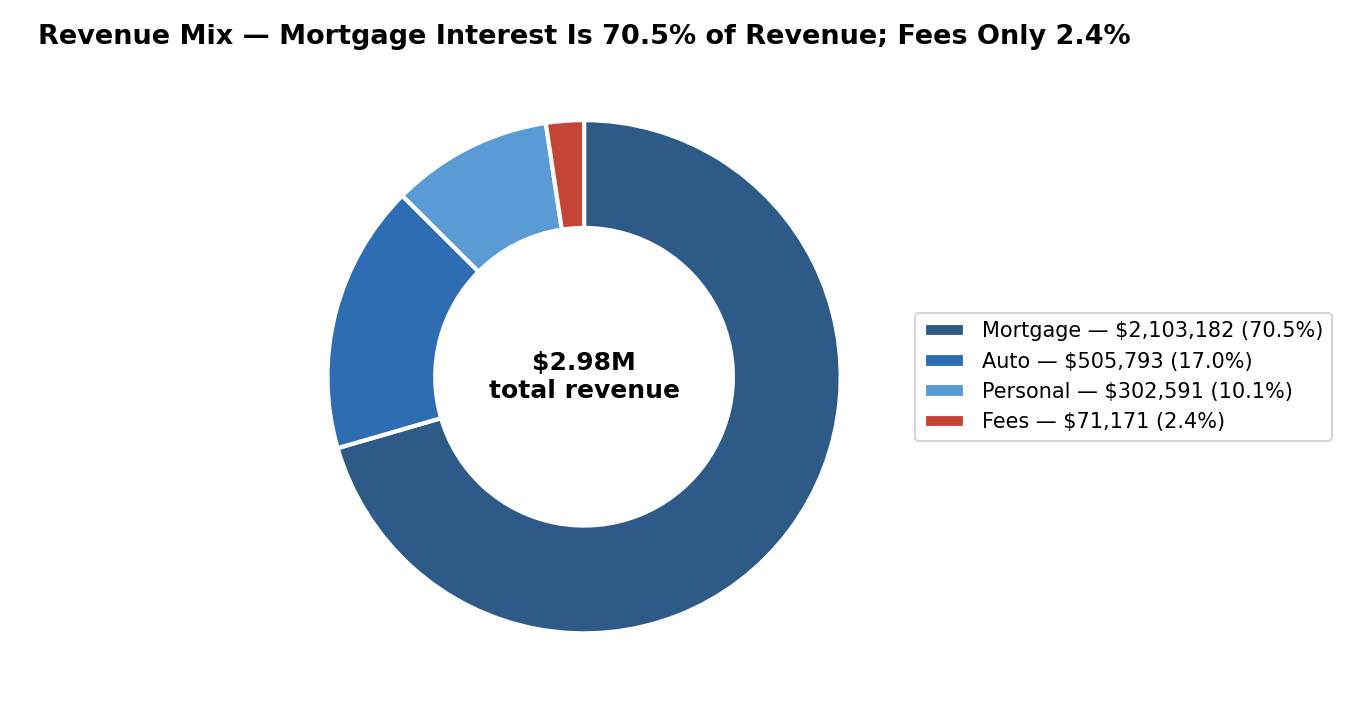 Revenue Mix — Mortgage Interest Is 70.5% of Revenue; Fees Only 2.4%
$2.98M
total revenue
Mortgage — $2,103,182 (70.5%)
Auto — $505,793 (17.0%)
Personal — $302,591 (10.1%)
Fees — $71,171 (2.4%)